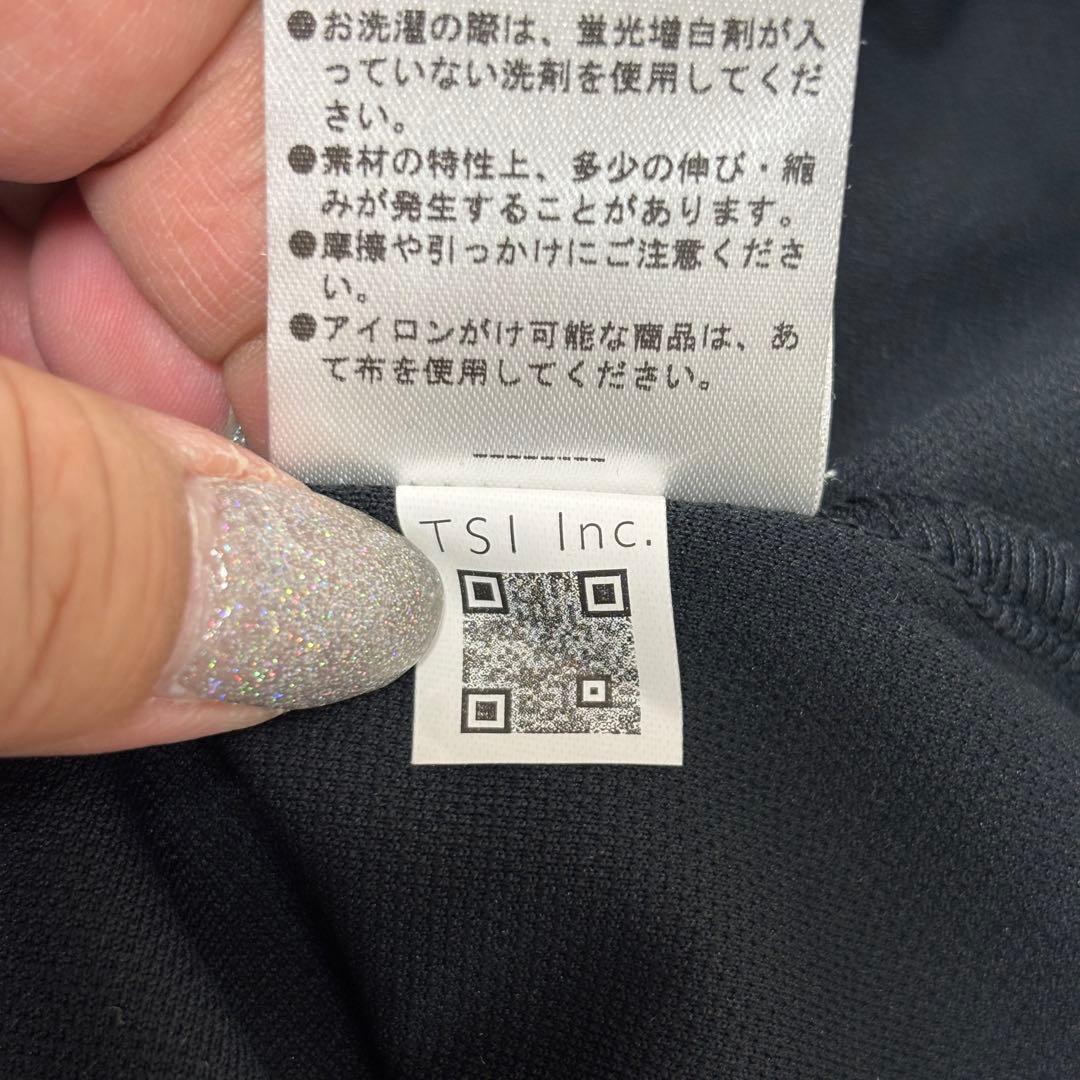 ●お洗濯の際は、蛍光増白剤が入
っていない洗剤を使用してくだ
さい。
●素材の特性上、多少の伸び・縮
みが発生することがあります。
●摩擦や引っかけにご注意くださ
い。
●アイロンがけ可能な商品は、あ
て布を使用してください。
--------
TSI Inc.